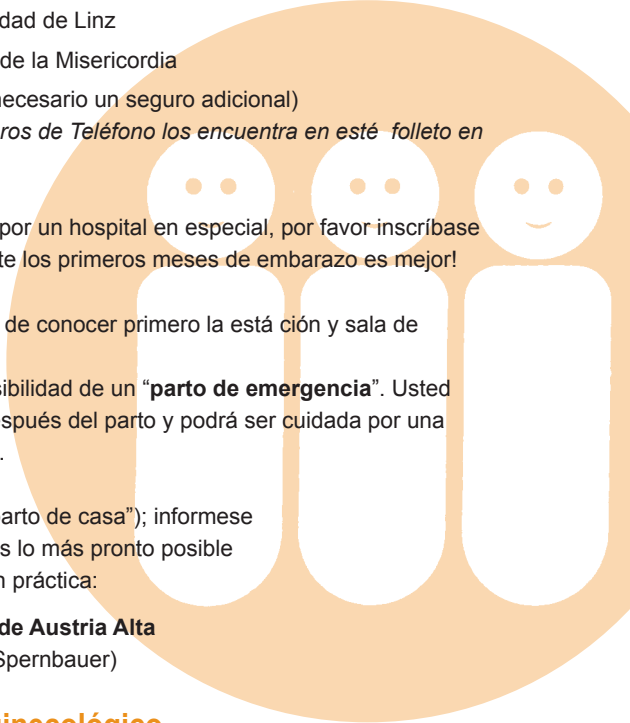 dad de Linz
de la Misericordia
ecesario un seguro adicional)
ros de Teléfono los encuentra en esté folleto en
por un hospital en especial, por favor inscríbase
te los primeros meses de embarazo es mejor!
de conocer primero la está ción y sala de
sibilidad de un “parto de emergencia”. Usted
espués del parto y podrá ser cuidada por una
.
arto de casa”); informese
s lo más pronto posible
n práctica:
de Austria Alta
Spernbauer)